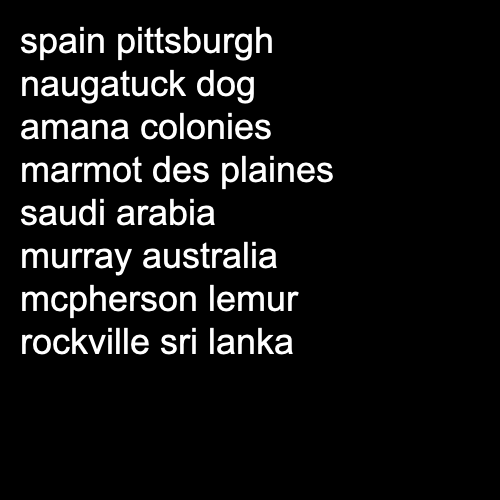 spain pittsburgh
naugatuck dog
amana colonies
marmot des plaines
saudi arabia
murray australia
mcpherson lemur
rockville sri lanka